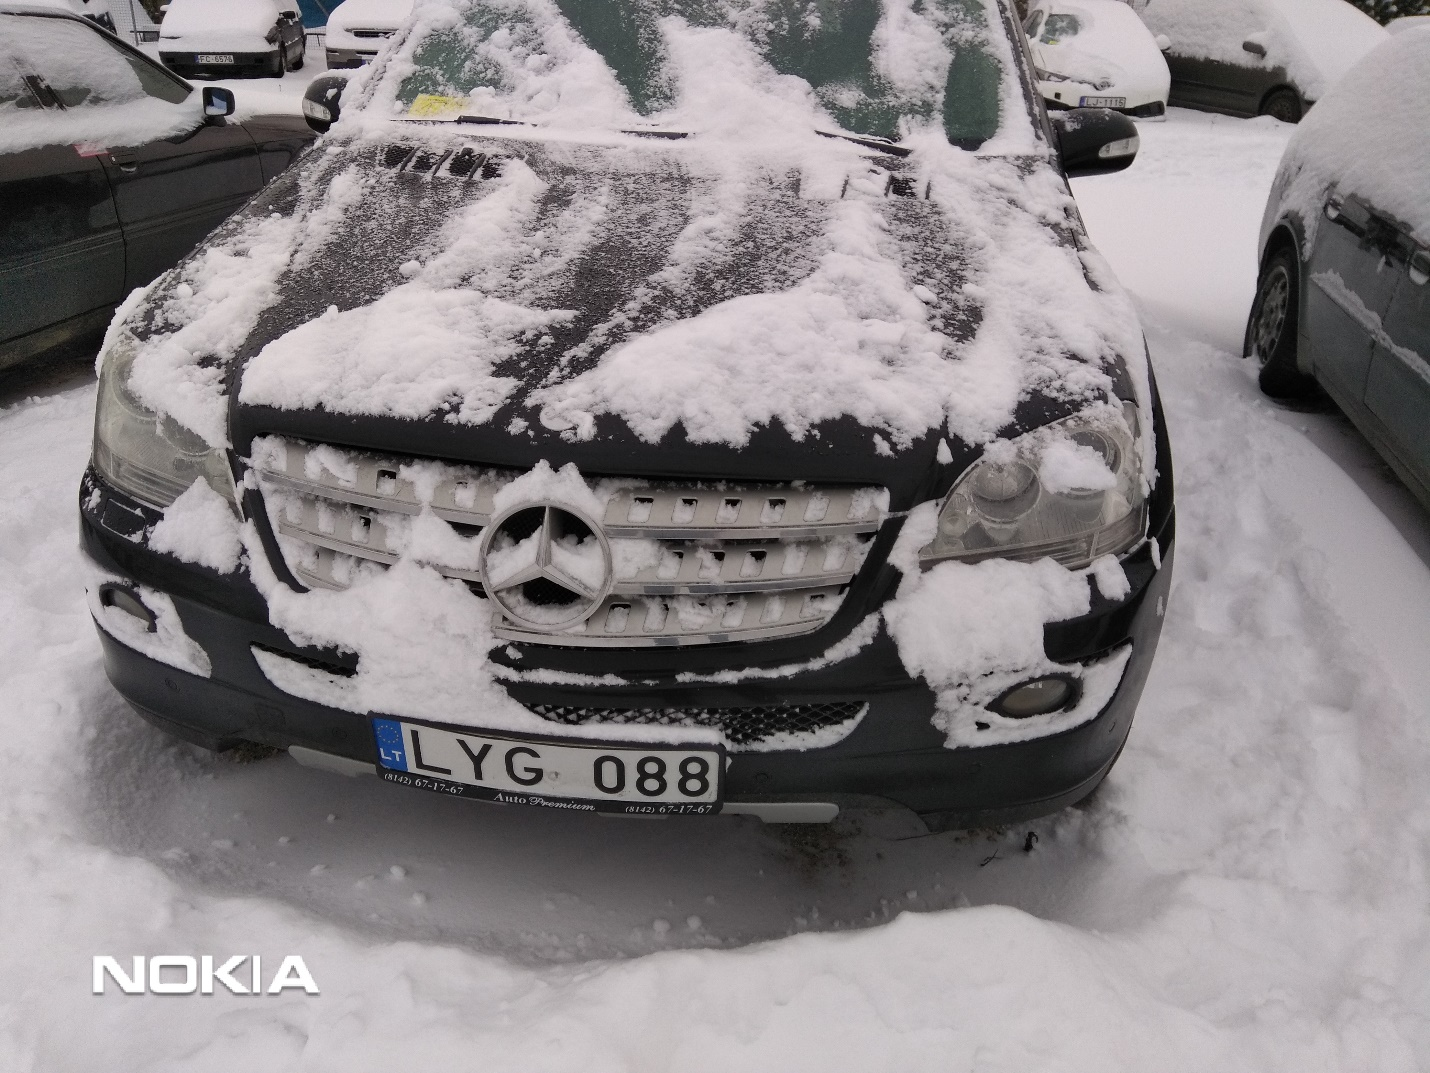 FC-6576
LJ-1115
LT
LYG 088
(8142) 67-17-67 Auto Premium (8142) 67-17-67
NOKIA